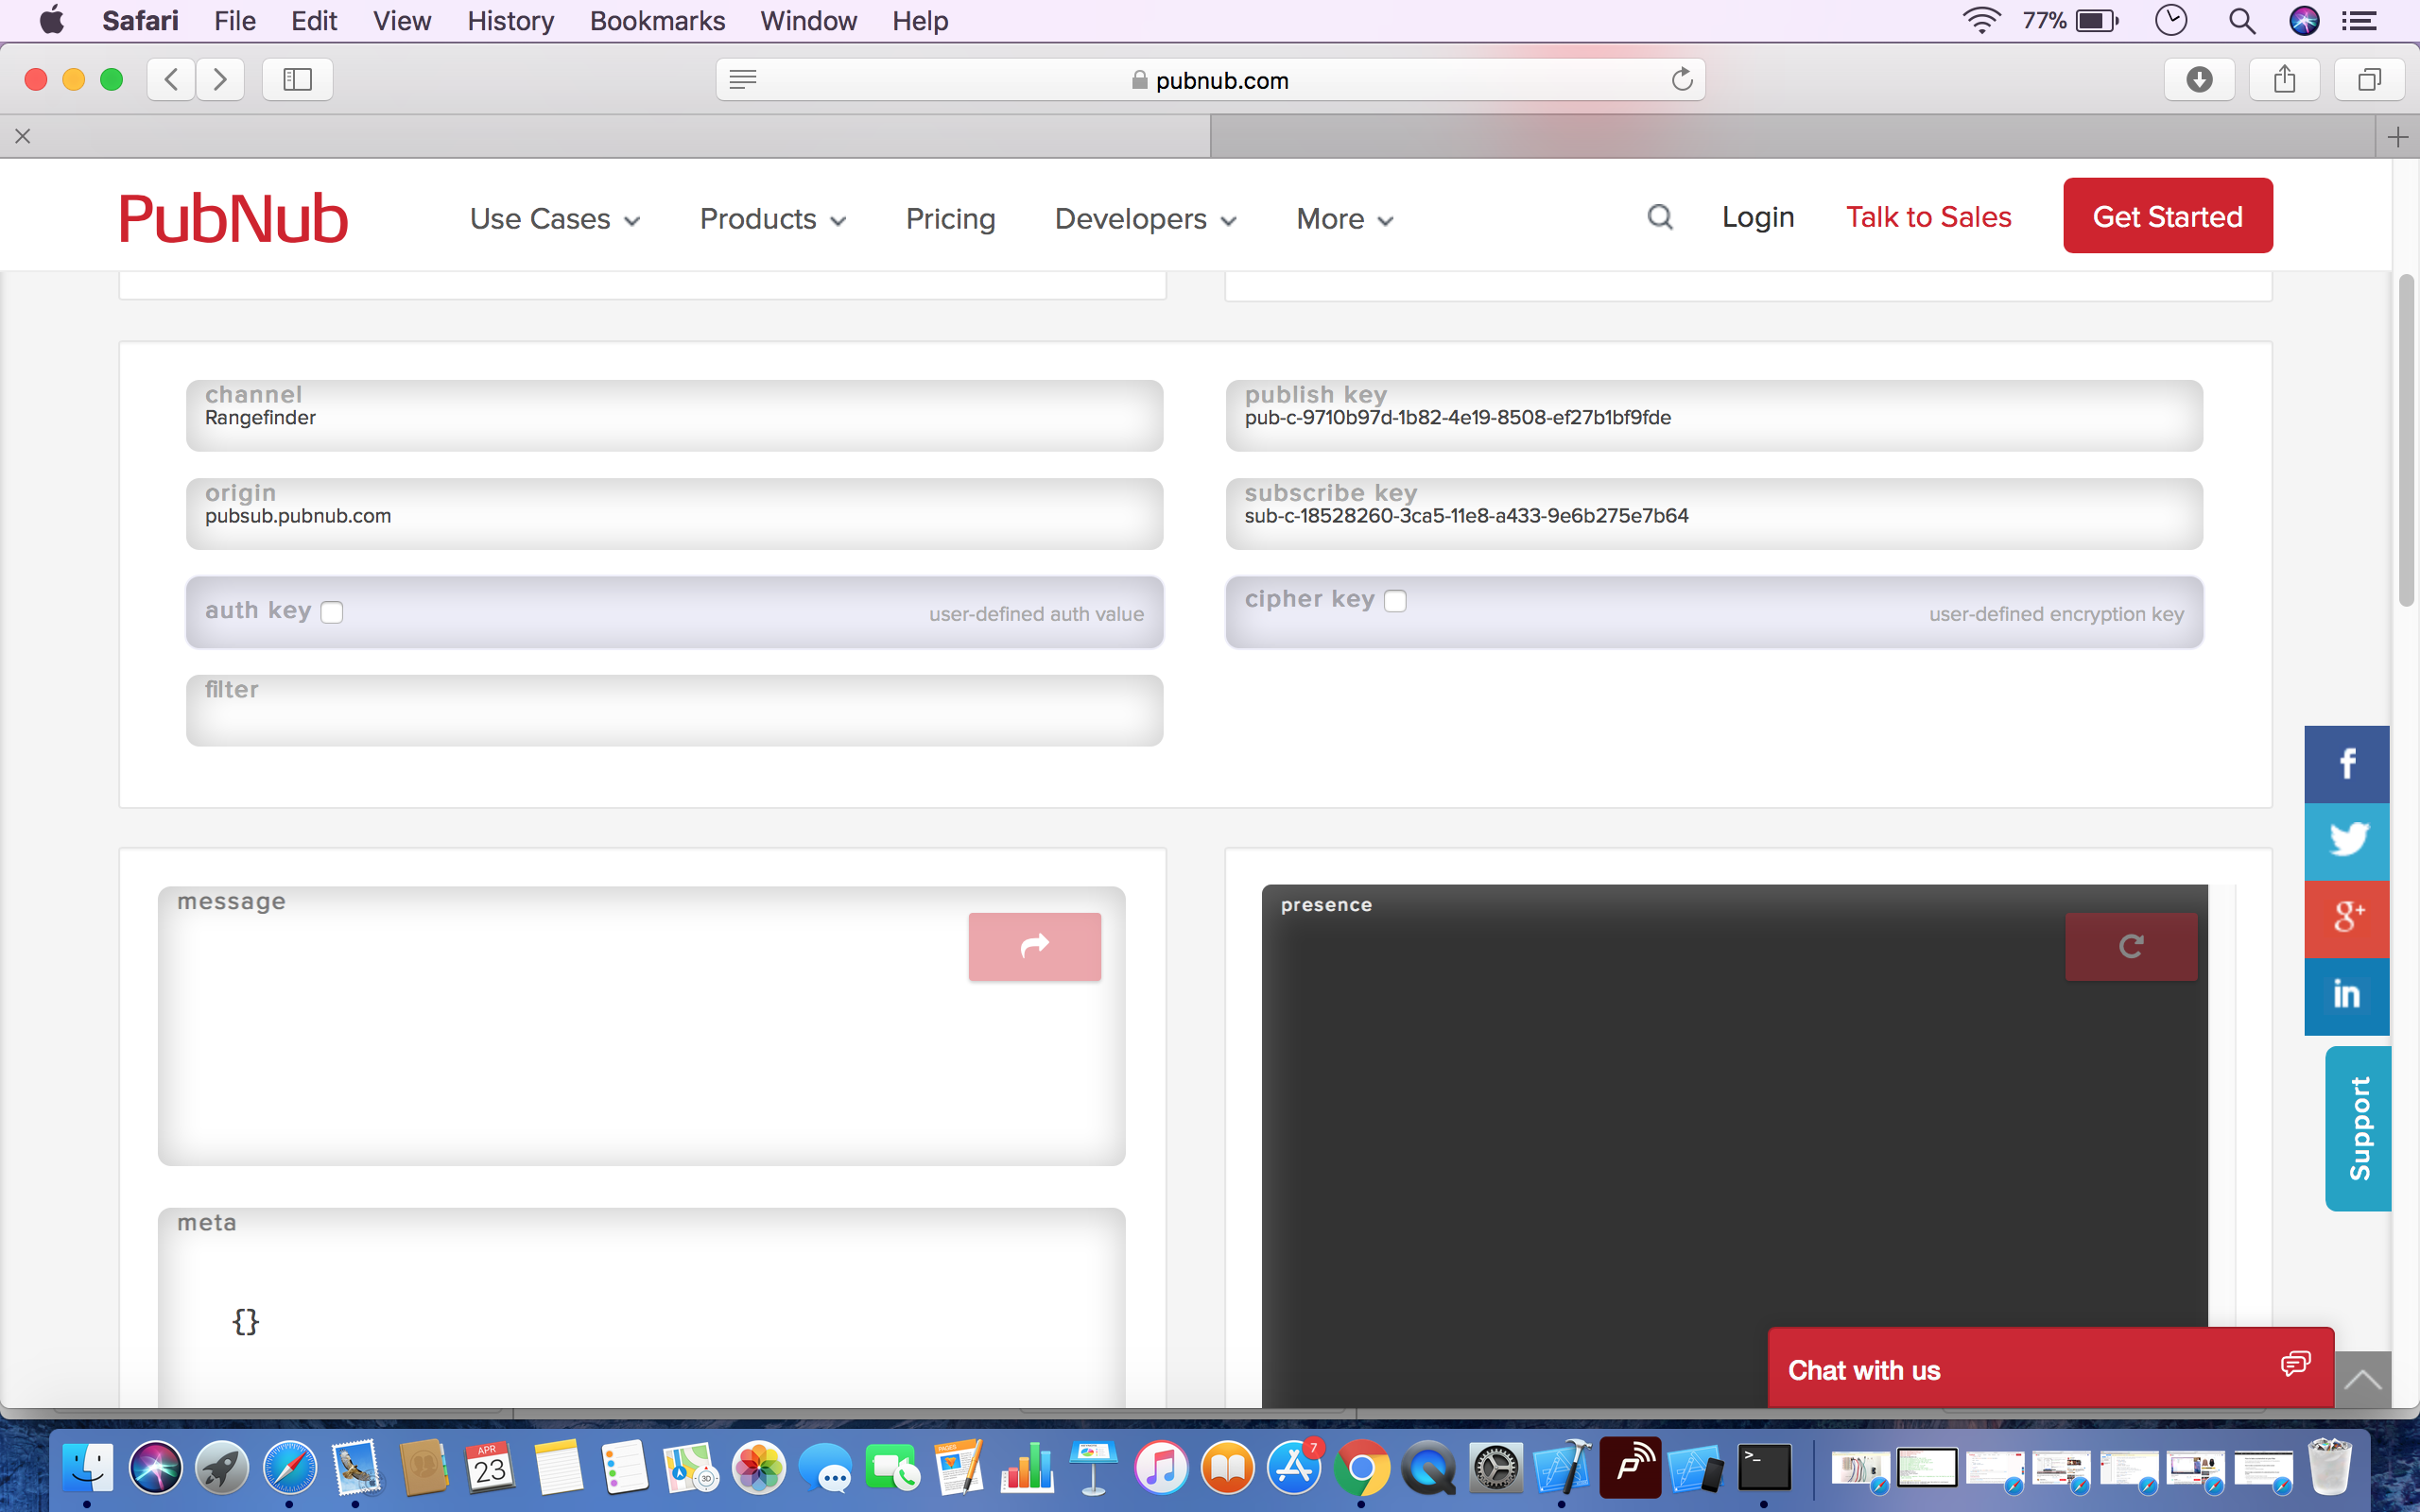 Safari File Edit View History Bookmarks Window Help 77%
pubnub.com
PubNub Use Cases Products Pricing Developers More Login Talk to Sales Get Started
channel
Rangefinder
publish key
pub-c-9710b97d-1b82-4e19-8508-ef27b1bf9fde
origin
pubsub.pubnub.com
subscribe key
sub-c-18528260-3ca5-11e8-a433-9e6b275e7b64
auth key user-defined auth value
cipher key user-defined encryption key
filter
message
presence
f
g+
in
Support
meta
{}
Chat with us
APR
23
PAGES
3D
7
>_